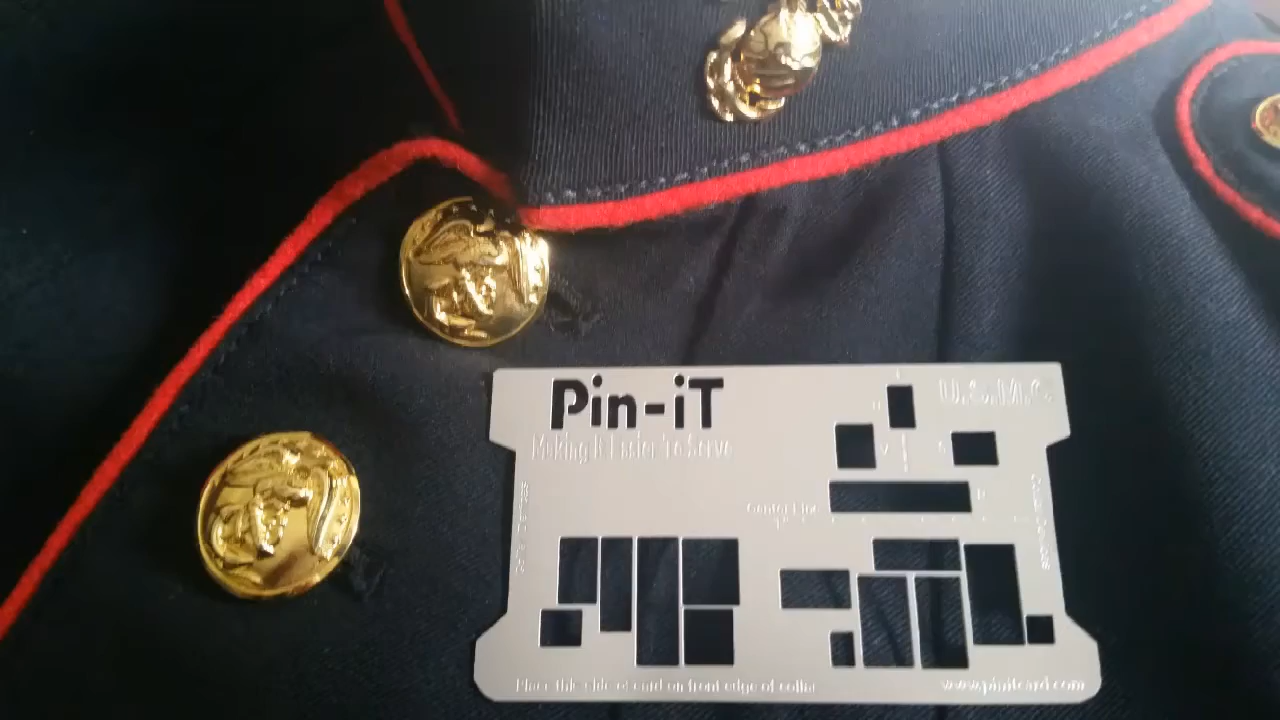 Pin-iT
U.S.M.C.
Making It Easier To Serve
Center Line
Place this side of card on front edge of collar
www.pinitcard.com